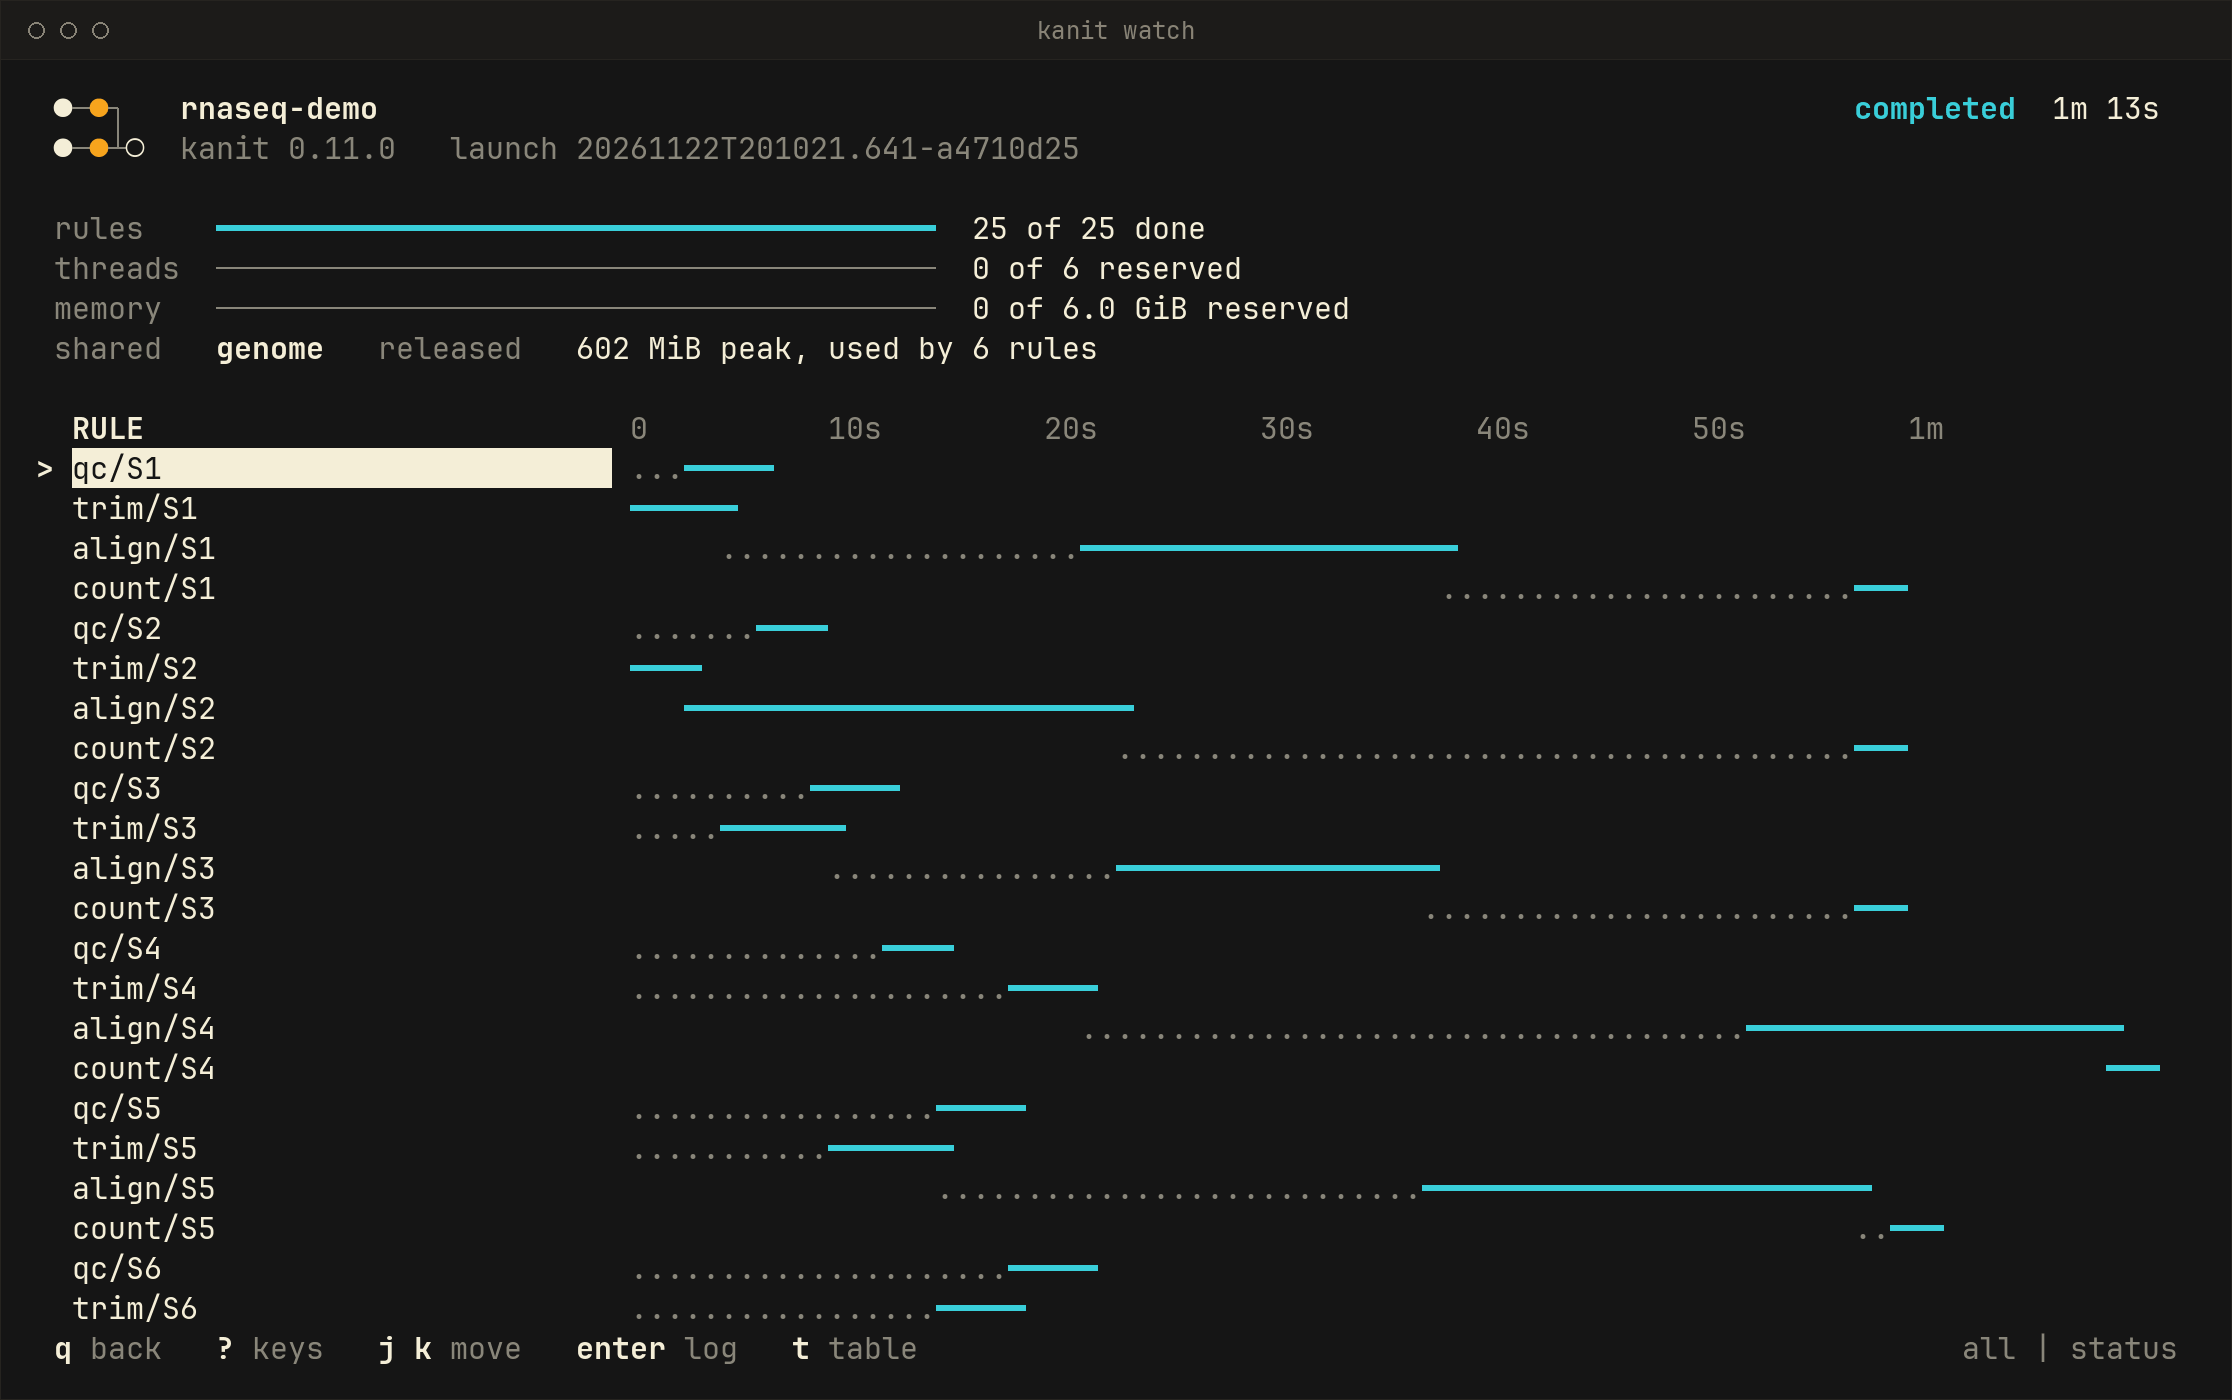 kanit watch
rnaseq-demo completed 1m 13s
kanit 0.11.0 launch 20261122T201021.641-a4710d25
rules 25 of 25 done
threads 0 of 6 reserved
memory 0 of 6.0 GiB reserved
shared genome released 602 MiB peak, used by 6 rules
RULE 0 10s 20s 30s 40s 50s 1m
> qc/S1
trim/S1
align/S1
count/S1
qc/S2
trim/S2
align/S2
count/S2
qc/S3
trim/S3
align/S3
count/S3
qc/S4
trim/S4
align/S4
count/S4
qc/S5
trim/S5
align/S5
count/S5
qc/S6
trim/S6
q back ? keys j k move enter log t table all | status